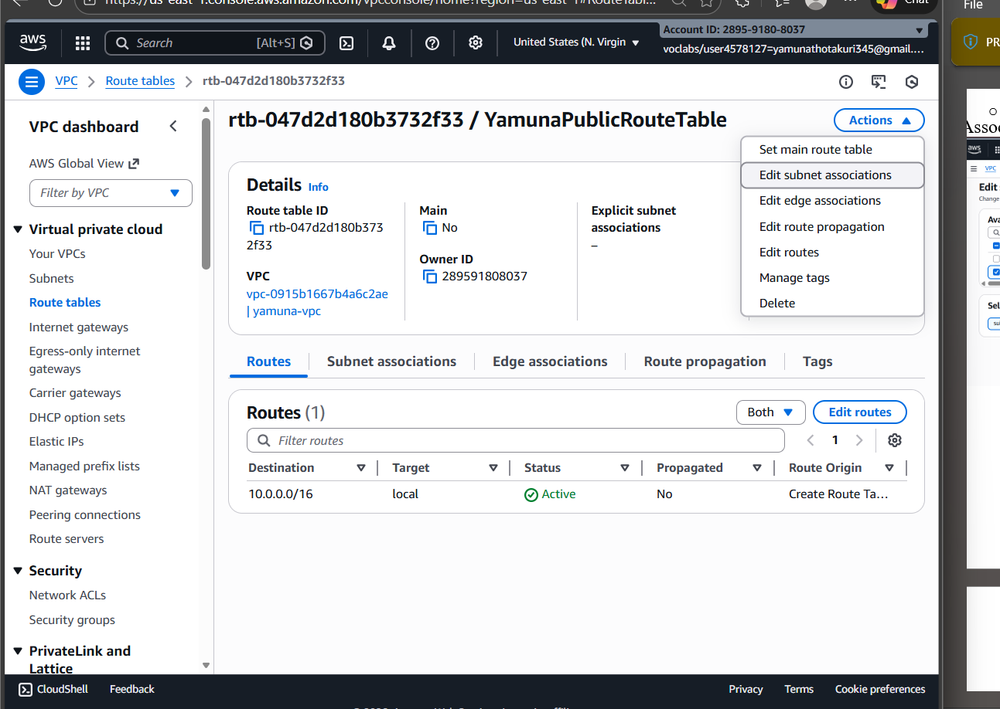 https://us-east-1.console.aws.amazon.com/vpcconsole/home?region=us-east-1#RouteTabl...
Chat
File
aws
Search
[Alt+S]
United States (N. Virgin
Account ID: 2895-9180-8037
voclabs/user4578127=yamunathotakuri345@gmail....
PR
VPC
Route tables
rtb-047d2d180b3732f33
VPC dashboard
AWS Global View
Filter by VPC
Virtual private cloud
Your VPCs
Subnets
Route tables
Internet gateways
Egress-only internet
gateways
Carrier gateways
DHCP option sets
Elastic IPs
Managed prefix lists
NAT gateways
Peering connections
Route servers
Security
Network ACLs
Security groups
PrivateLink and
Lattice
rtb-047d2d180b3732f33 / YamunaPublicRouteTable
Actions
Set main route table
Edit subnet associations
Edit edge associations
Edit route propagation
Edit routes
Manage tags
Delete
Details Info
Route table ID
rtb-047d2d180b373
2f33
VPC
vpc-0915b1667b4a6c2ae
| yamuna-vpc
Main
No
Owner ID
289591808037
Explicit subnet
associations
–
Routes
Subnet associations
Edge associations
Route propagation
Tags
Routes (1)
Both
Edit routes
Filter routes
1
Destination
Target
Status
Propagated
Route Origin
10.0.0.0/16
local
Active
No
Create Route Ta...
CloudShell
Feedback
Privacy
Terms
Cookie preferences
Assoc
aws
VPC
Edit
Change
Ava
Sel
su